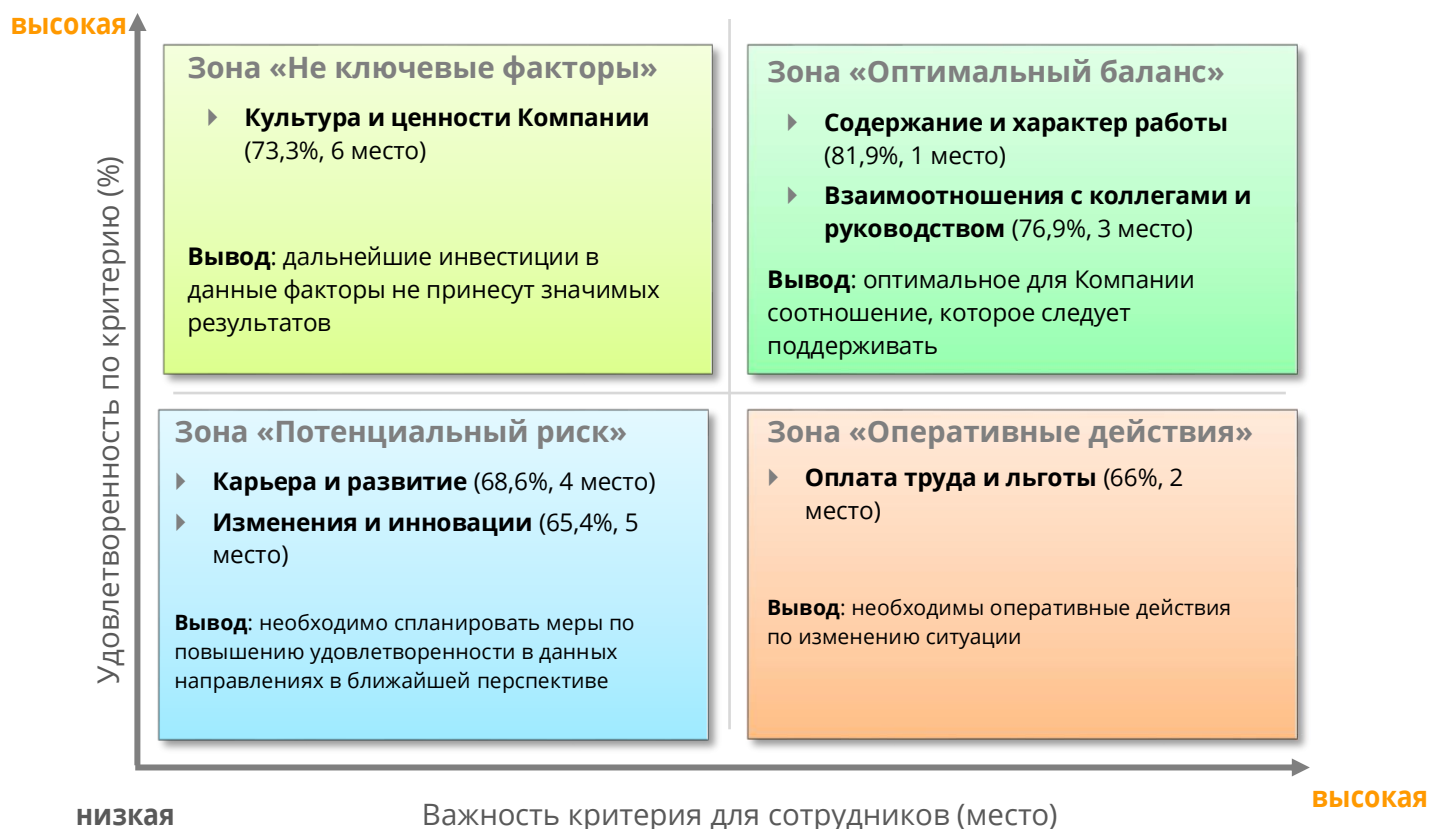 высокая
Удовлетворенность по критерию (%)
Зона «Не ключевые факторы»
Культура и ценности Компании
(73,3%, 6 место)
Вывод: дальнейшие инвестиции в
данные факторы не принесут значимых
результатов
Зона «Оптимальный баланс»
Содержание и характер работы
(81,9%, 1 место)
Взаимоотношения с коллегами и
руководством (76,9%, 3 место)
Вывод: оптимальное для Компании
соотношение, которое следует
поддерживать
Зона «Потенциальный риск»
Карьера и развитие (68,6%, 4 место)
Изменения и инновации (65,4%, 5
место)
Вывод: необходимо спланировать меры по
повышению удовлетворенности в данных
направлениях в ближайшей перспективе
Зона «Оперативные действия»
Оплата труда и льготы (66%, 2
место)
Вывод: необходимы оперативные действия
по изменению ситуации
низкая
Важность критерия для сотрудников (место)
высокая